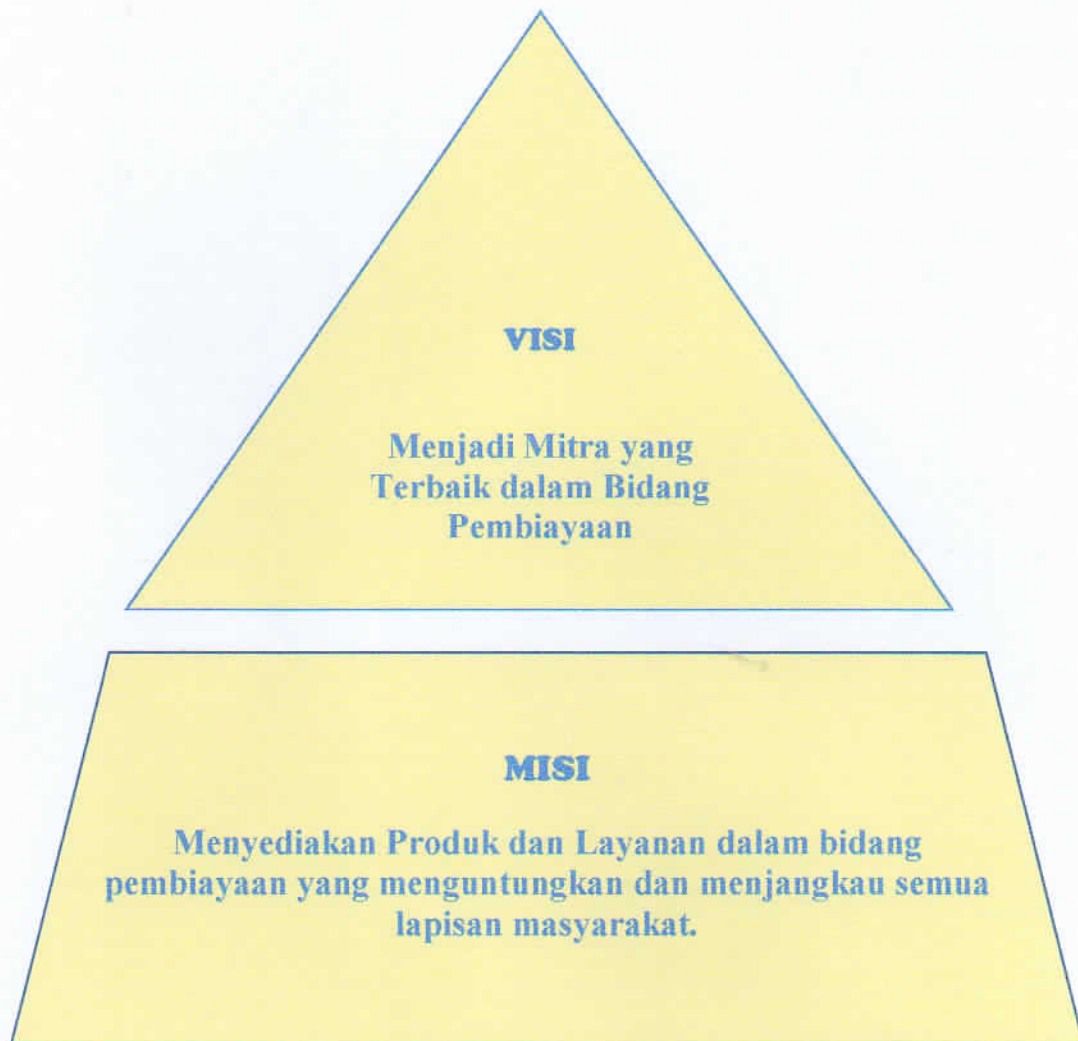 VISI
Menjadi Mitra yang
Terbaik dalam Bidang
Pembiayaan
MISI
Menyediakan Produk dan Layanan dalam bidang
pembiayaan yang menguntungkan dan menjangkau semua
lapisan masyarakat.